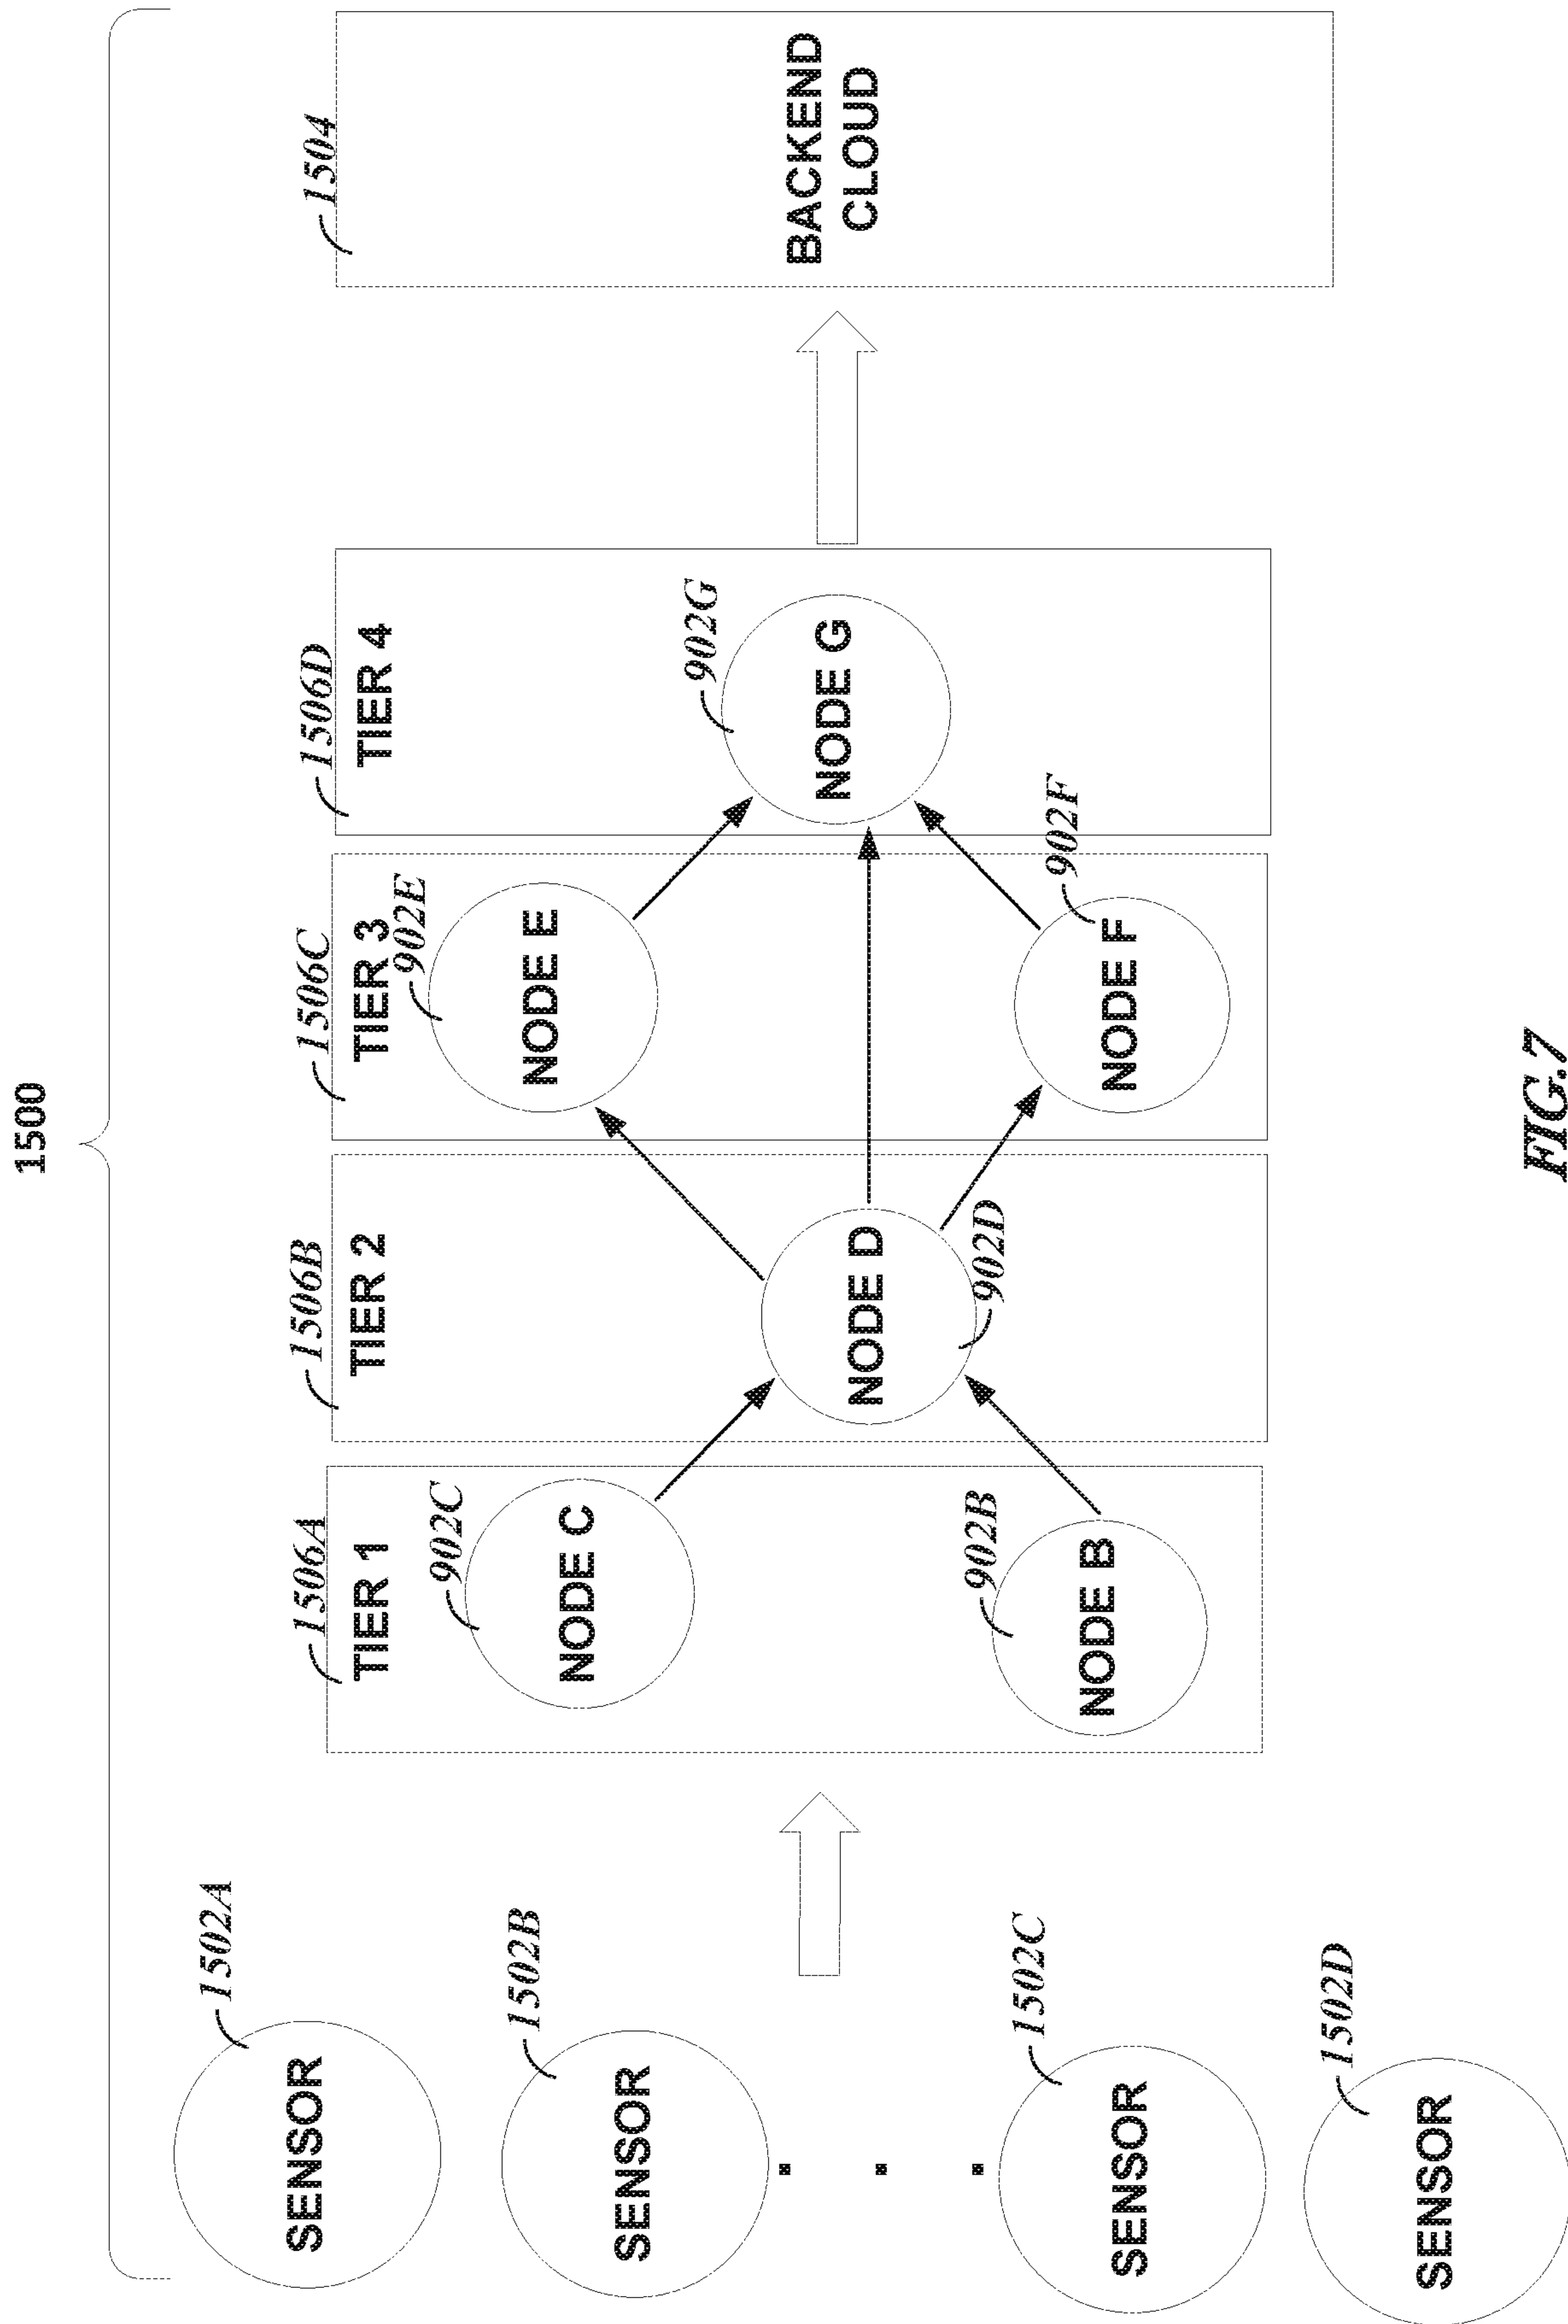 1500
1502A
SENSOR
1502B
SENSOR
1502C
SENSOR
1502D
SENSOR
1506A
TIER 1
902C
NODE C
902B
NODE B
1506B
TIER 2
NODE D
902D
1506C
TIER 3
902E
NODE E
902F
NODE F
1506D
TIER 4
902G
NODE G
1504
BACKEND
CLOUD
FIG.7